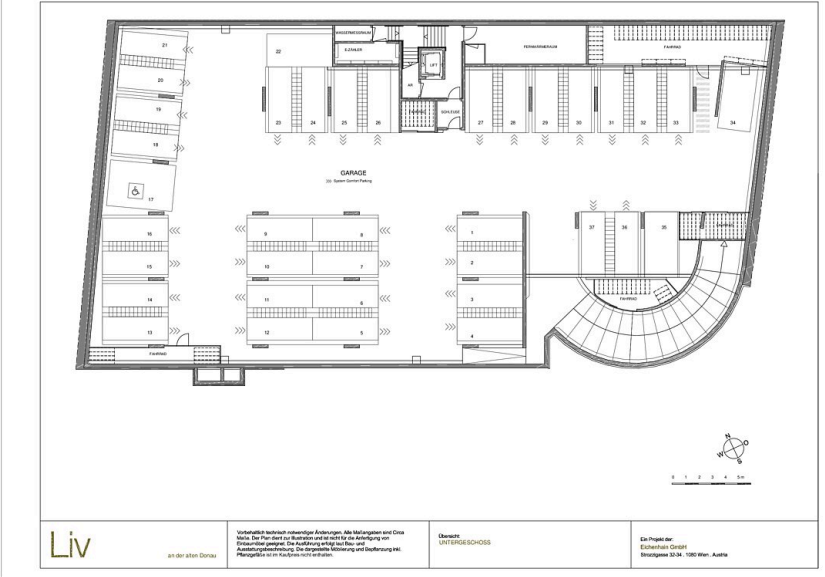 WASSERZÄHLERRAUM
E-ZÄHLER
FERNWÄRMERAUM
FAHRRAD
LIFT
AR
SCHLEUSE
FAHRRAD
21
20
19
18
17
22
23
24
25
26
27
28
29
30
31
32
33
34
GARAGE
System Comfort Parking
37
36
35
FAHRRAD
16
15
14
13
9
8
10
7
11
6
12
5
1
2
3
4
FAHRRAD
FAHRRAD
N
O
S
W
0 1 2 3 4 5m
Liv
an der alten Donau
Vorbehaltlich technisch notwendiger Änderungen. Alle Maßangaben sind Circa
Maße. Der Plan dient zur Illustration und ist nicht für die Anfertigung von
Einbaumöbel geeignet. Die Ausführung erfolgt laut Bau- und
Ausstattungsbeschreibung. Die dargestellte Möblierung und Bepflanzung inkl.
Pflanzgefäße ist im Kaufpreis nicht enthalten.
Übersicht:
UNTERGESCHOSS
Ein Projekt der:
Eichenhain GmbH
Strozzigasse 32-34 . 1080 Wien . Austria